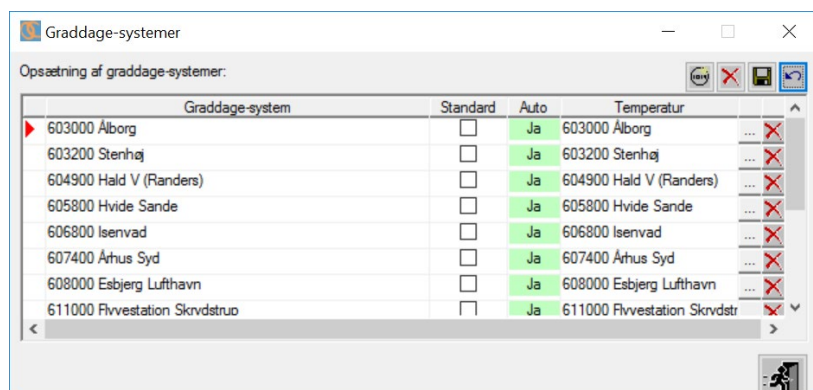 Graddage-systemer
Opsætning af graddage-systemer:
Graddage-system Standard Auto Temperatur
603000 Ålborg Ja 603000 Ålborg ...
603200 Stenhøj Ja 603200 Stenhøj ...
604900 Hald V (Randers) Ja 604900 Hald V (Randers) ...
605800 Hvide Sande Ja 605800 Hvide Sande ...
606800 Isenvad Ja 606800 Isenvad ...
607400 Århus Syd Ja 607400 Århus Syd ...
608000 Esbjerg Lufthavn Ja 608000 Esbjerg Lufthavn ...
611000 Flyvestation Skrydstrup Ja 611000 Flyvestation Skrydstr